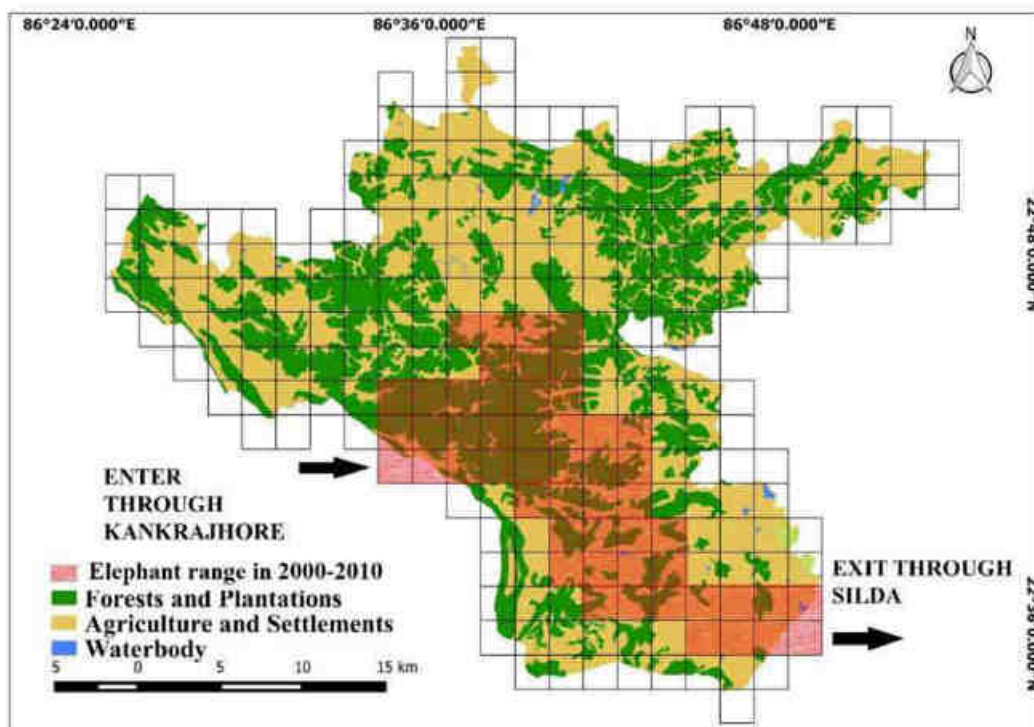 86°24'0.000"E 86°36'0.000"E 86°48'0.000"E
N
22°48'0.000"N
ENTER
THROUGH
KANKRAJHORE
Elephant range in 2000-2010
Forests and Plantations
Agriculture and Settlements
Waterbody
5 0 5 10 15 km
EXIT THROUGH
SILDA
22°36'0.000"N